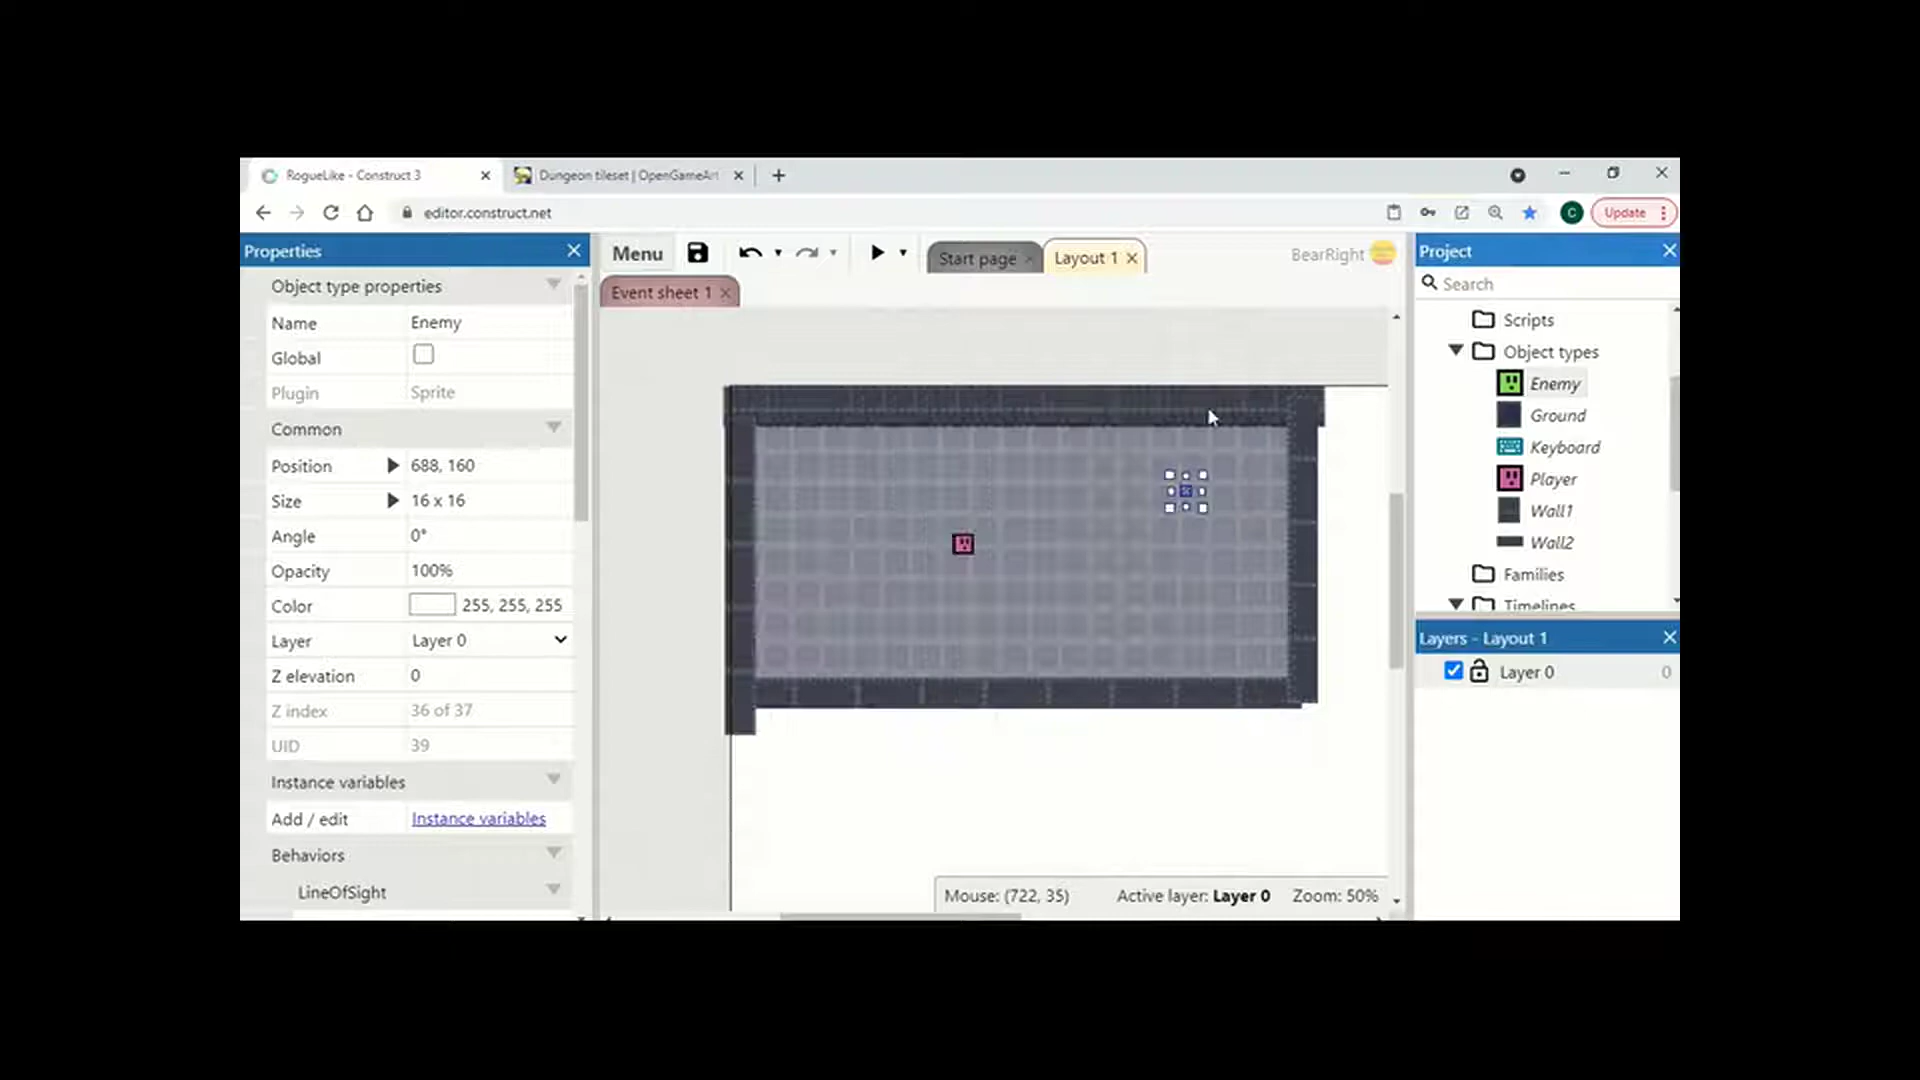 RogueLike - Construct 3
Dungeon tileset | OpenGameArt
editor.construct.net
C
Update
Properties
Menu
Start page
Layout 1
BearRight
Project
Event sheet 1
Search
Object type properties
Name Enemy
Global
Plugin Sprite
Common
Position 688, 160
Size 16 x 16
Angle 0°
Opacity 100%
Color 255, 255, 255
Layer Layer 0
Z elevation 0
Z index 36 of 37
UID 39
Instance variables
Add / edit Instance variables
Behaviors
LineOfSight
Mouse: (722, 35) Active layer: Layer 0 Zoom: 50%
Scripts
Object types
Enemy
Ground
Keyboard
Player
Wall1
Wall2
Families
Timelines
Layers - Layout 1
Layer 0 0